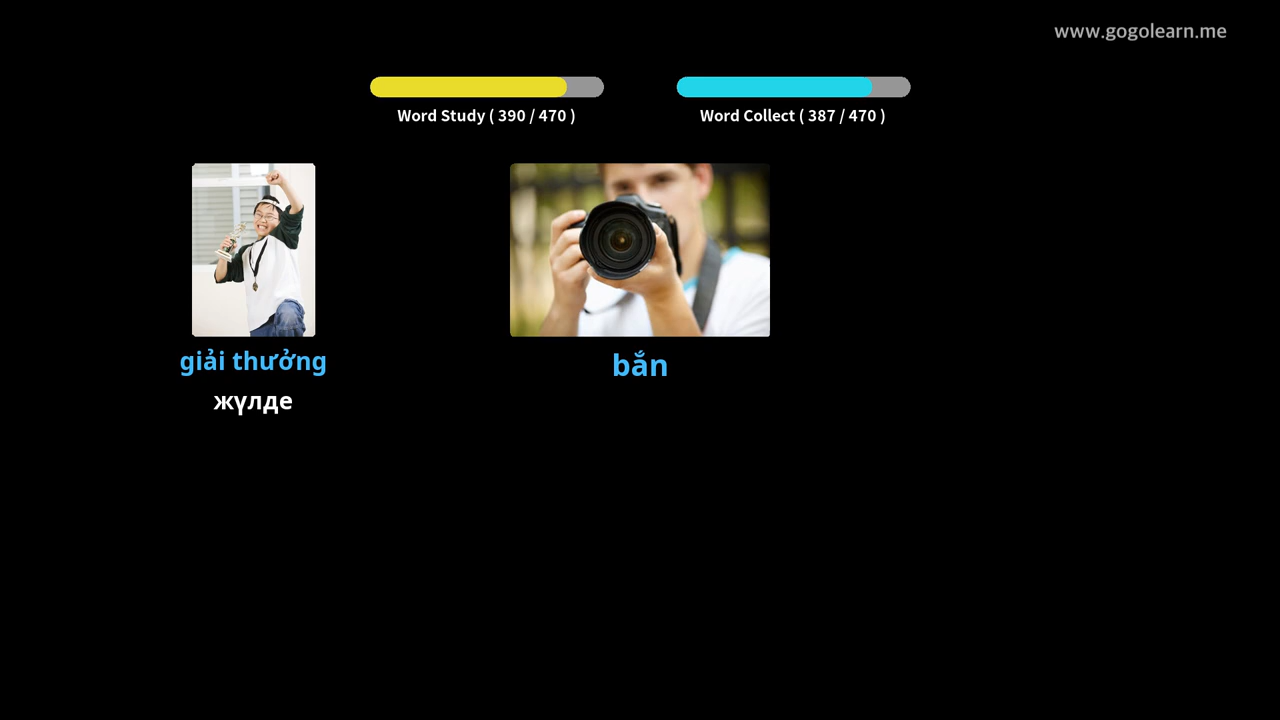 www.gogolearn.me
Word Study ( 390 / 470 )
Word Collect ( 387 / 470 )
giải thưởng
жүлде
bắn